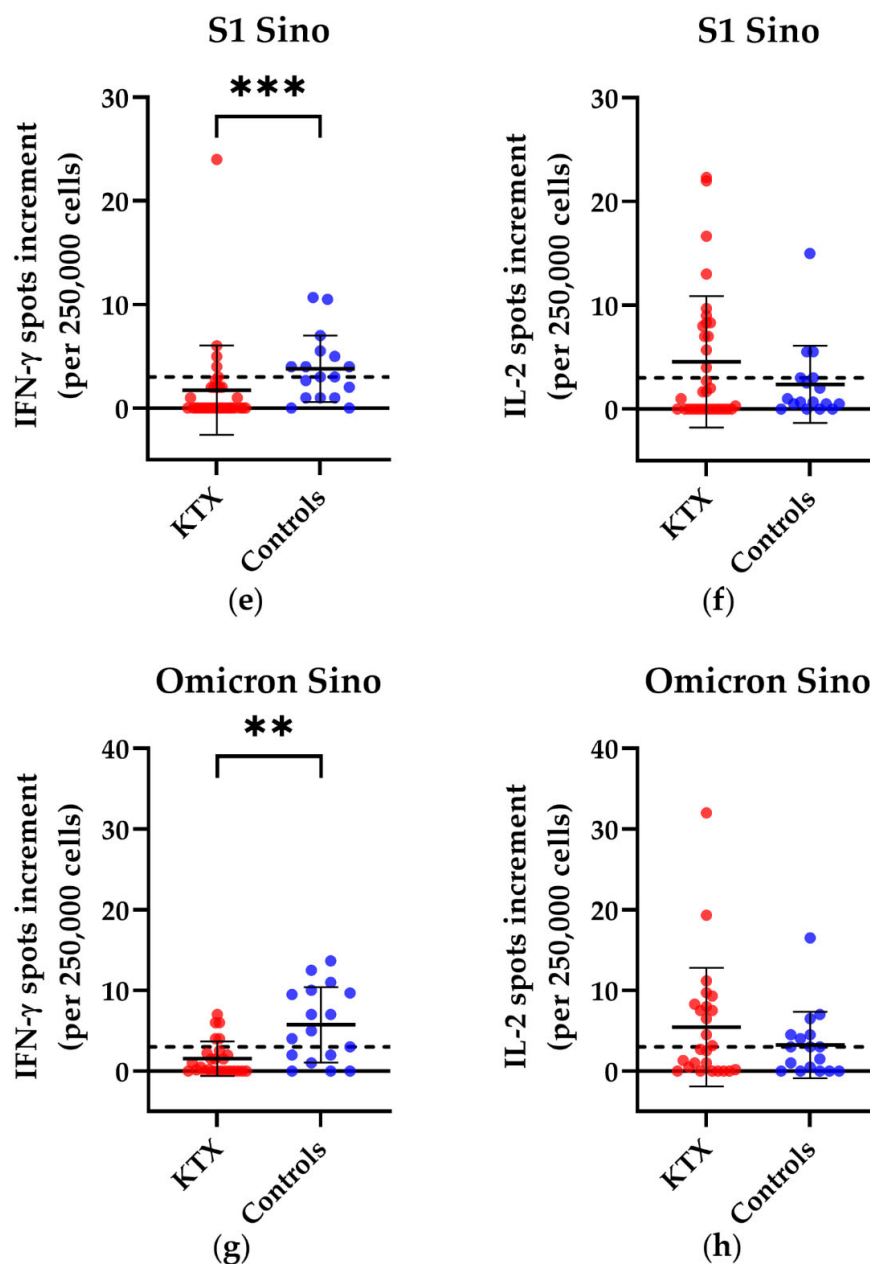 S1 Sino
***
30
20
10
0
IFN-γ spots increment
(per 250,000 cells)
KTX
Controls
(e)
S1 Sino
30
20
10
0
IL-2 spots increment
(per 250,000 cells)
KTX
Controls
(f)
Omicron Sino
**
40
30
20
10
0
IFN-γ spots increment
(per 250,000 cells)
KTX
Controls
(g)
Omicron Sino
40
30
20
10
0
IL-2 spots increment
(per 250,000 cells)
KTX
Controls
(h)